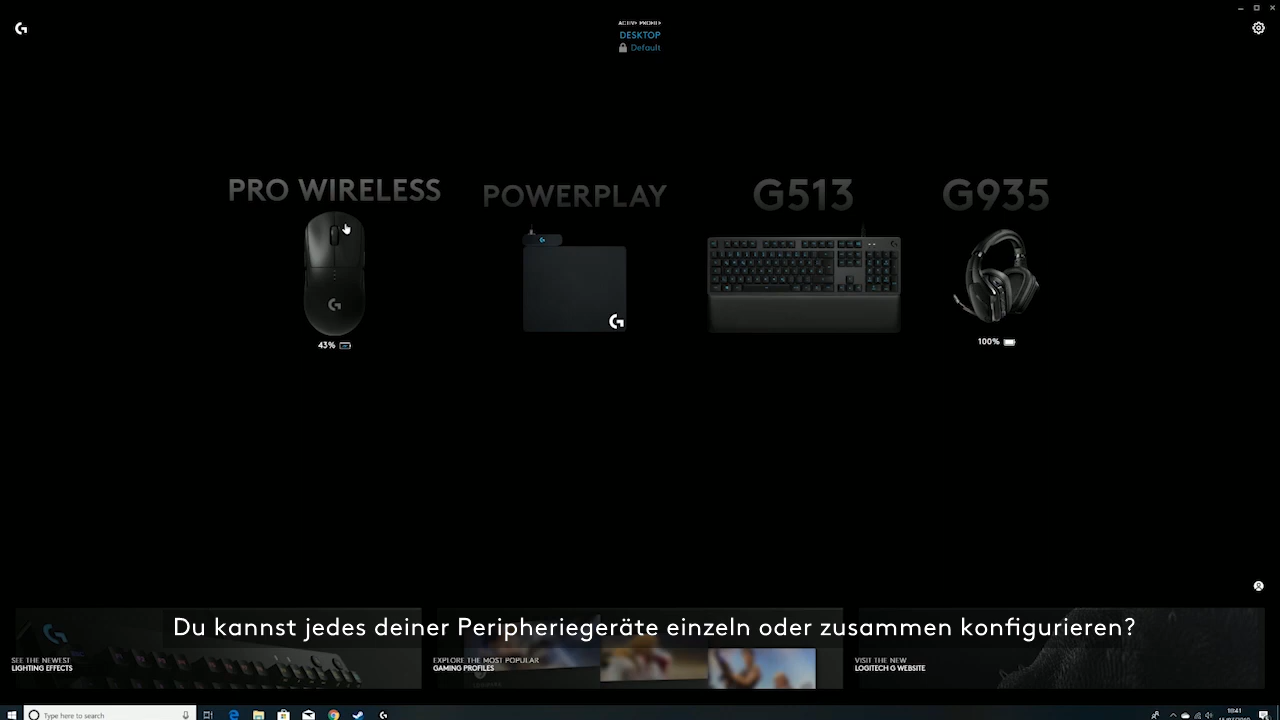 ACTIVE PROFILE
DESKTOP
Default
PRO WIRELESS
POWERPLAY
G513
G935
43%
100%
Du kannst jedes deiner Peripheriegeräte einzeln oder zusammen konfigurieren?
SEE THE NEWEST
LIGHTING EFFECTS
EXPLORE THE MOST POPULAR
GAMING PROFILES
VISIT THE NEW
LOGITECH G WEBSITE
Type here to search
18:41